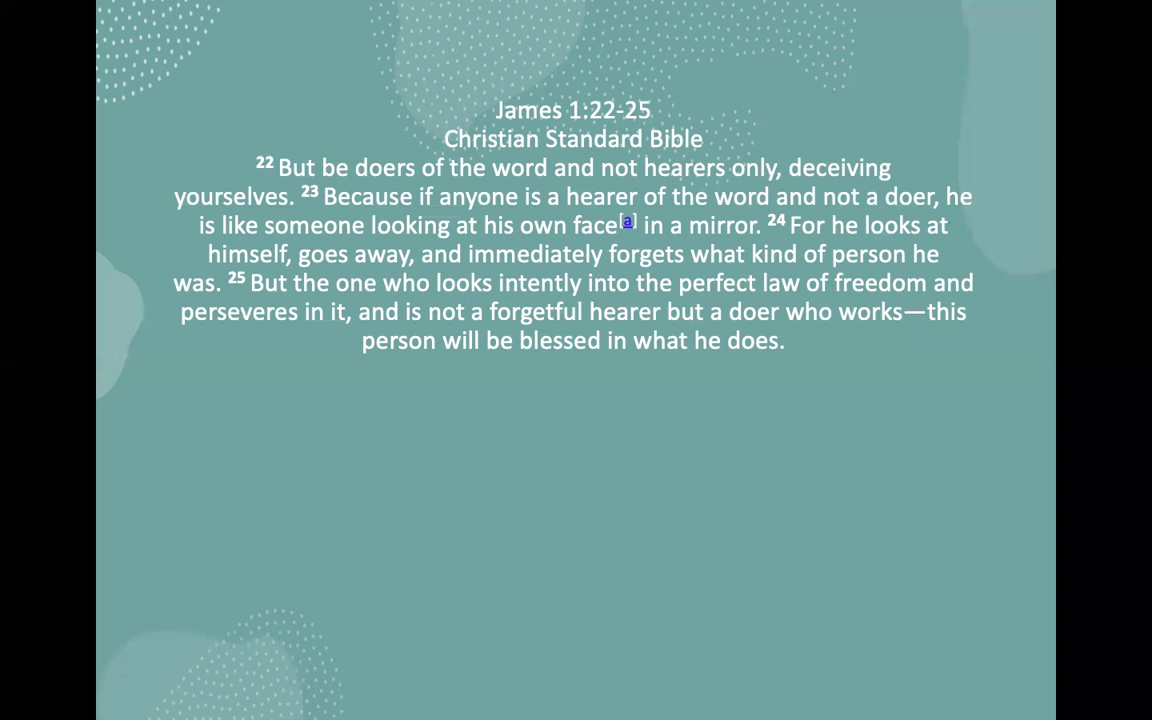 James 1:22-25
Christian Standard Bible
22 But be doers of the word and not hearers only, deceiving
yourselves. 23 Because if anyone is a hearer of the word and not a doer, he
is like someone looking at his own face[a] in a mirror. 24 For he looks at
himself, goes away, and immediately forgets what kind of person he
was. 25 But the one who looks intently into the perfect law of freedom and
perseveres in it, and is not a forgetful hearer but a doer who works—this
person will be blessed in what he does.